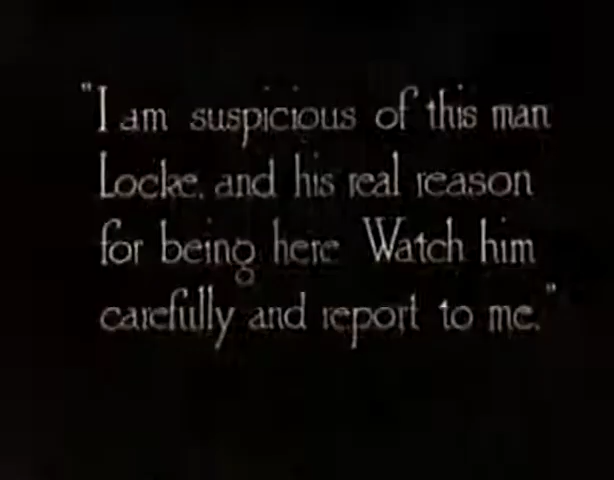 "I am suspicious of this man
Locke, and his real reason
for being here Watch him
carefully and report to me."